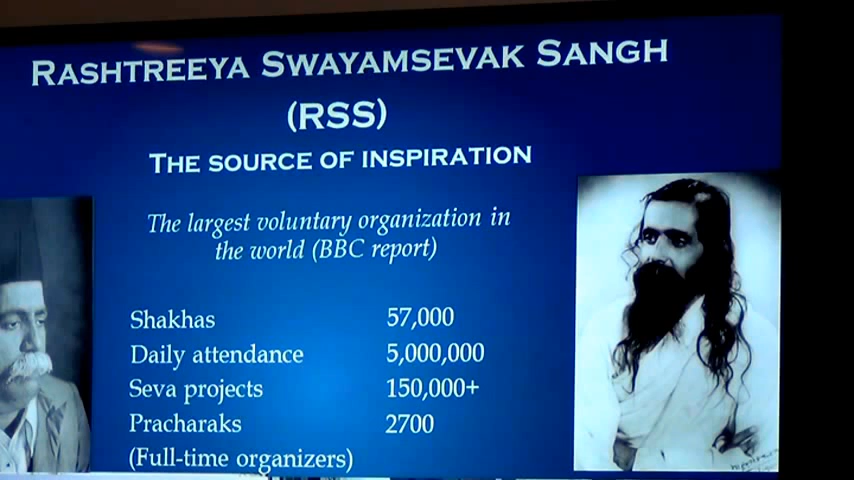 RASHTREEYA SWAYAMSEVAK SANGH
(RSS)
THE SOURCE OF INSPIRATION
The largest voluntary organization in
the world (BBC report)
Shakhas 57,000
Daily attendance 5,000,000
Seva projects 150,000+
Pracharaks 2700
(Full-time organizers)